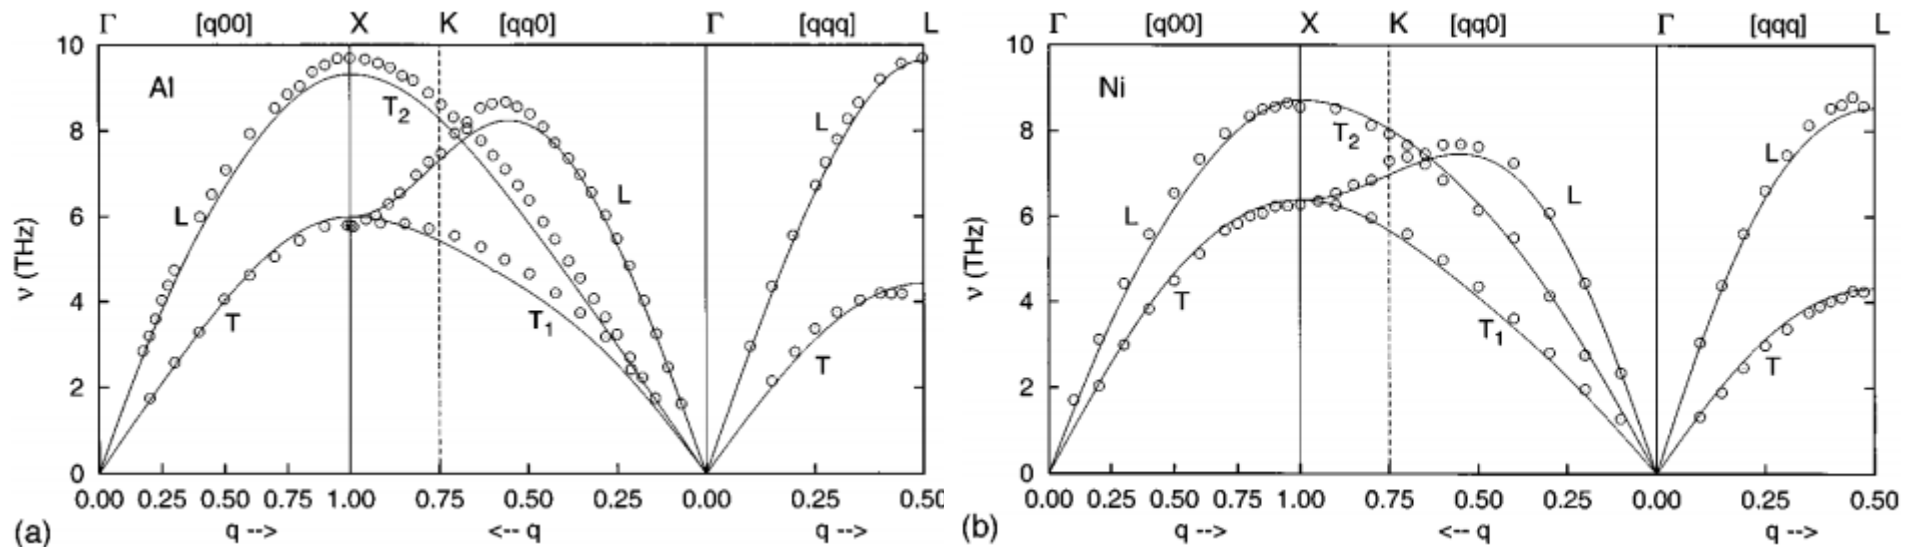 Γ [q00] X K [qq0] Γ [qqq] L
10
8
6
4
2
0
ν (THz)
Al
L
T
T2
L
T1
L
T
0.00 0.25 0.50 0.75 1.00 0.75 0.50 0.25 0.00 0.25 0.50
(a) q --> <-- q q -->
Γ [q00] X K [qq0] Γ [qqq] L
10
8
6
4
2
0
ν (THz)
Ni
L
T
T2
L
T1
L
T
0.00 0.25 0.50 0.75 1.00 0.75 0.50 0.25 0.00 0.25 0.50
(b) q --> <-- q q -->